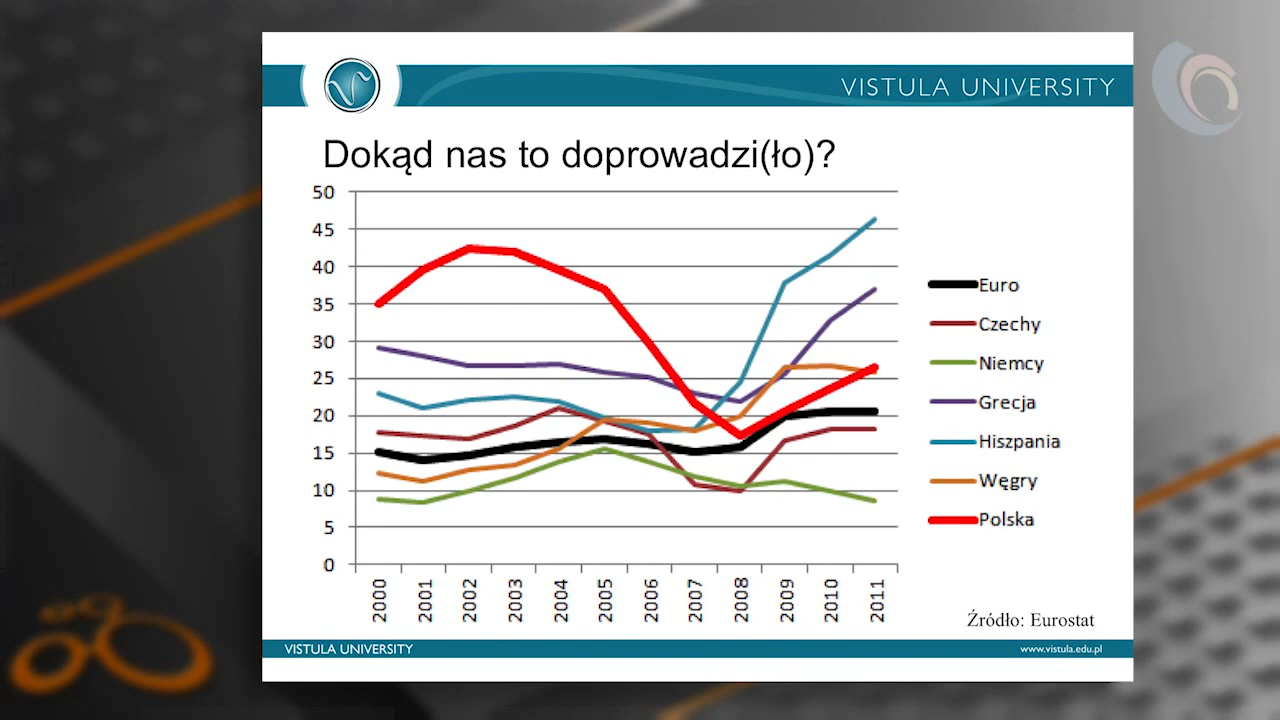 VISTULA UNIVERSITY
Dokąd nas to doprowadzi(ło)?
50
45
40
35
30
25
20
15
10
5
0
2000 2001 2002 2003 2004 2005 2006 2007 2008 2009 2010 2011
Euro
Czechy
Niemcy
Grecja
Hiszpania
Węgry
Polska
Źródło: Eurostat
VISTULA UNIVERSITY www.vistula.edu.pl